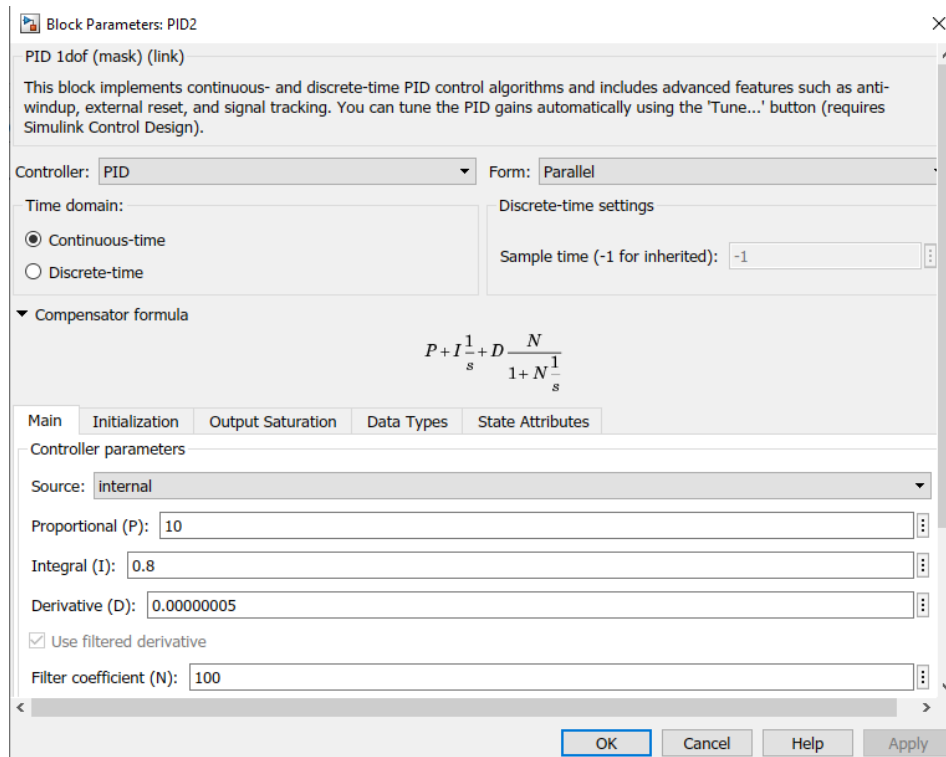 Block Parameters: PID2
PID 1dof (mask) (link)
This block implements continuous- and discrete-time PID control algorithms and includes advanced features such as anti-
windup, external reset, and signal tracking. You can tune the PID gains automatically using the 'Tune...' button (requires
Simulink Control Design).
Controller: PID Form: Parallel
Time domain: Discrete-time settings
Continuous-time
Sample time (-1 for inherited): -1
Discrete-time
Compensator formula
P + I 1/s + D N/(1 + N 1/s)
Main Initialization Output Saturation Data Types State Attributes
Controller parameters
Source: internal
Proportional (P): 10
Integral (I): 0.8
Derivative (D): 0.00000005
Use filtered derivative
Filter coefficient (N): 100
OK Cancel Help Apply